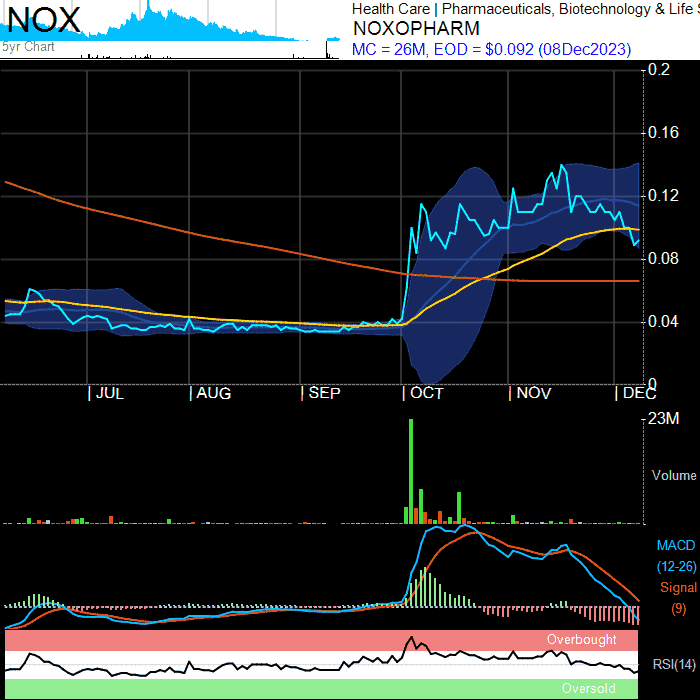 NOX
5yr Chart
Health Care | Pharmaceuticals, Biotechnology & Life S
NOXOPHARM
MC = 26M, EOD = $0.092 (08Dec2023)
0.2
0.16
0.12
0.08
0.04
0
| JUL | AUG | SEP | OCT | NOV | DEC
23M
Volume
MACD
(12-26)
Signal
(9)
Overbought
RSI(14)
Oversold